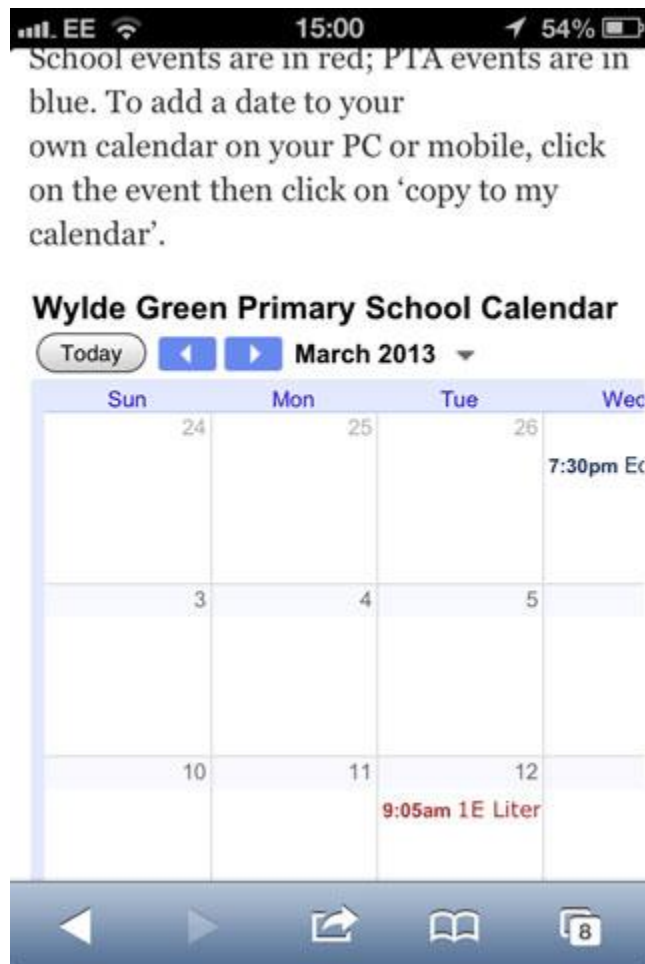 EE 15:00 54%
School events are in red; PTA events are in
blue. To add a date to your
own calendar on your PC or mobile, click
on the event then click on ‘copy to my
calendar’.
Wylde Green Primary School Calendar
Today March 2013
Sun Mon Tue Wed
24 25 26
7:30pm
3 4 5
10 11 12
9:05am 1E Liter
8